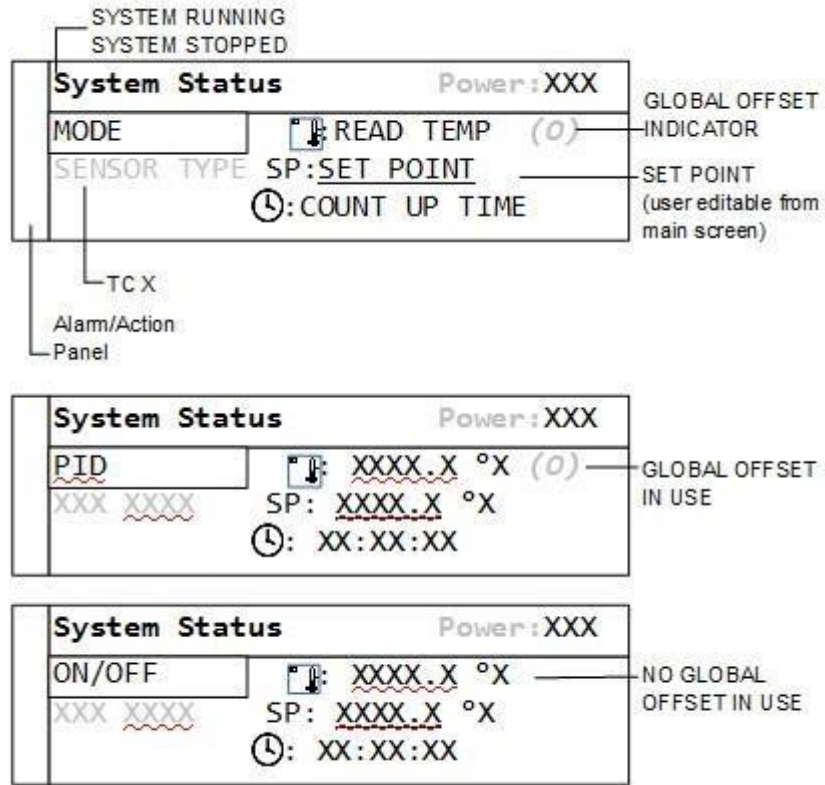 SYSTEM RUNNING
SYSTEM STOPPED
System Status Power:XXX
MODE :READ TEMP (O)
SENSOR TYPE SP:SET POINT
:COUNT UP TIME
GLOBAL OFFSET
INDICATOR
SET POINT
(user editable from
main screen)
TC X
Alarm/Action
Panel
System Status Power:XXX
PID : XXXX.X °X (O)
XXX XXXX SP: XXXX.X °X
: XX:XX:XX
GLOBAL OFFSET
IN USE
System Status Power:XXX
ON/OFF : XXXX.X °X
XXX XXXX SP: XXXX.X °X
: XX:XX:XX
NO GLOBAL
OFFSET IN USE